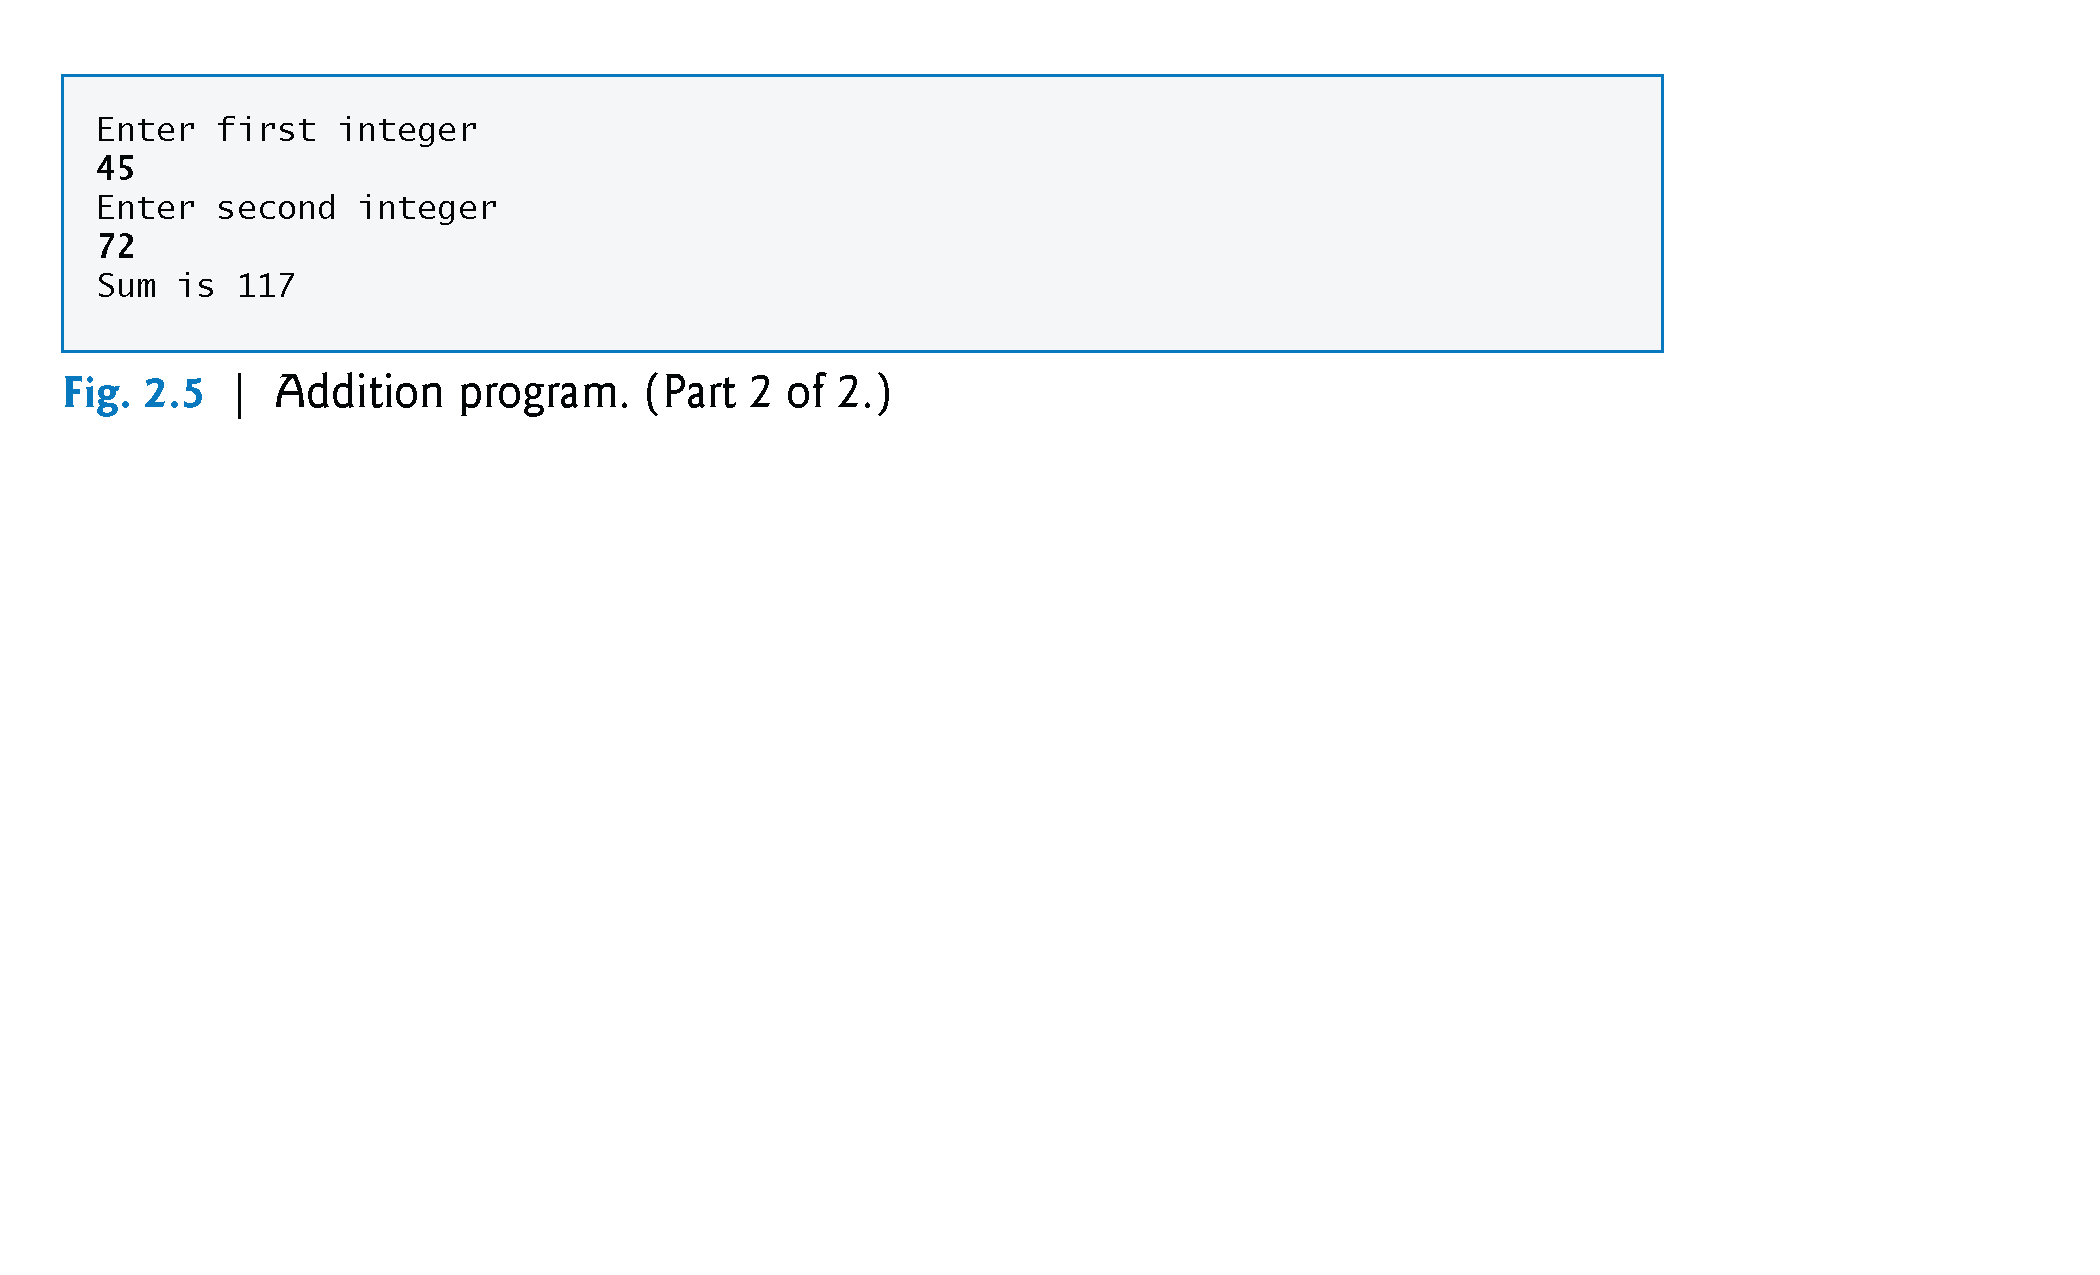 Enter first integer
45
Enter second integer
72
Sum is 117
Fig. 2.5 | Addition program. (Part 2 of 2.)